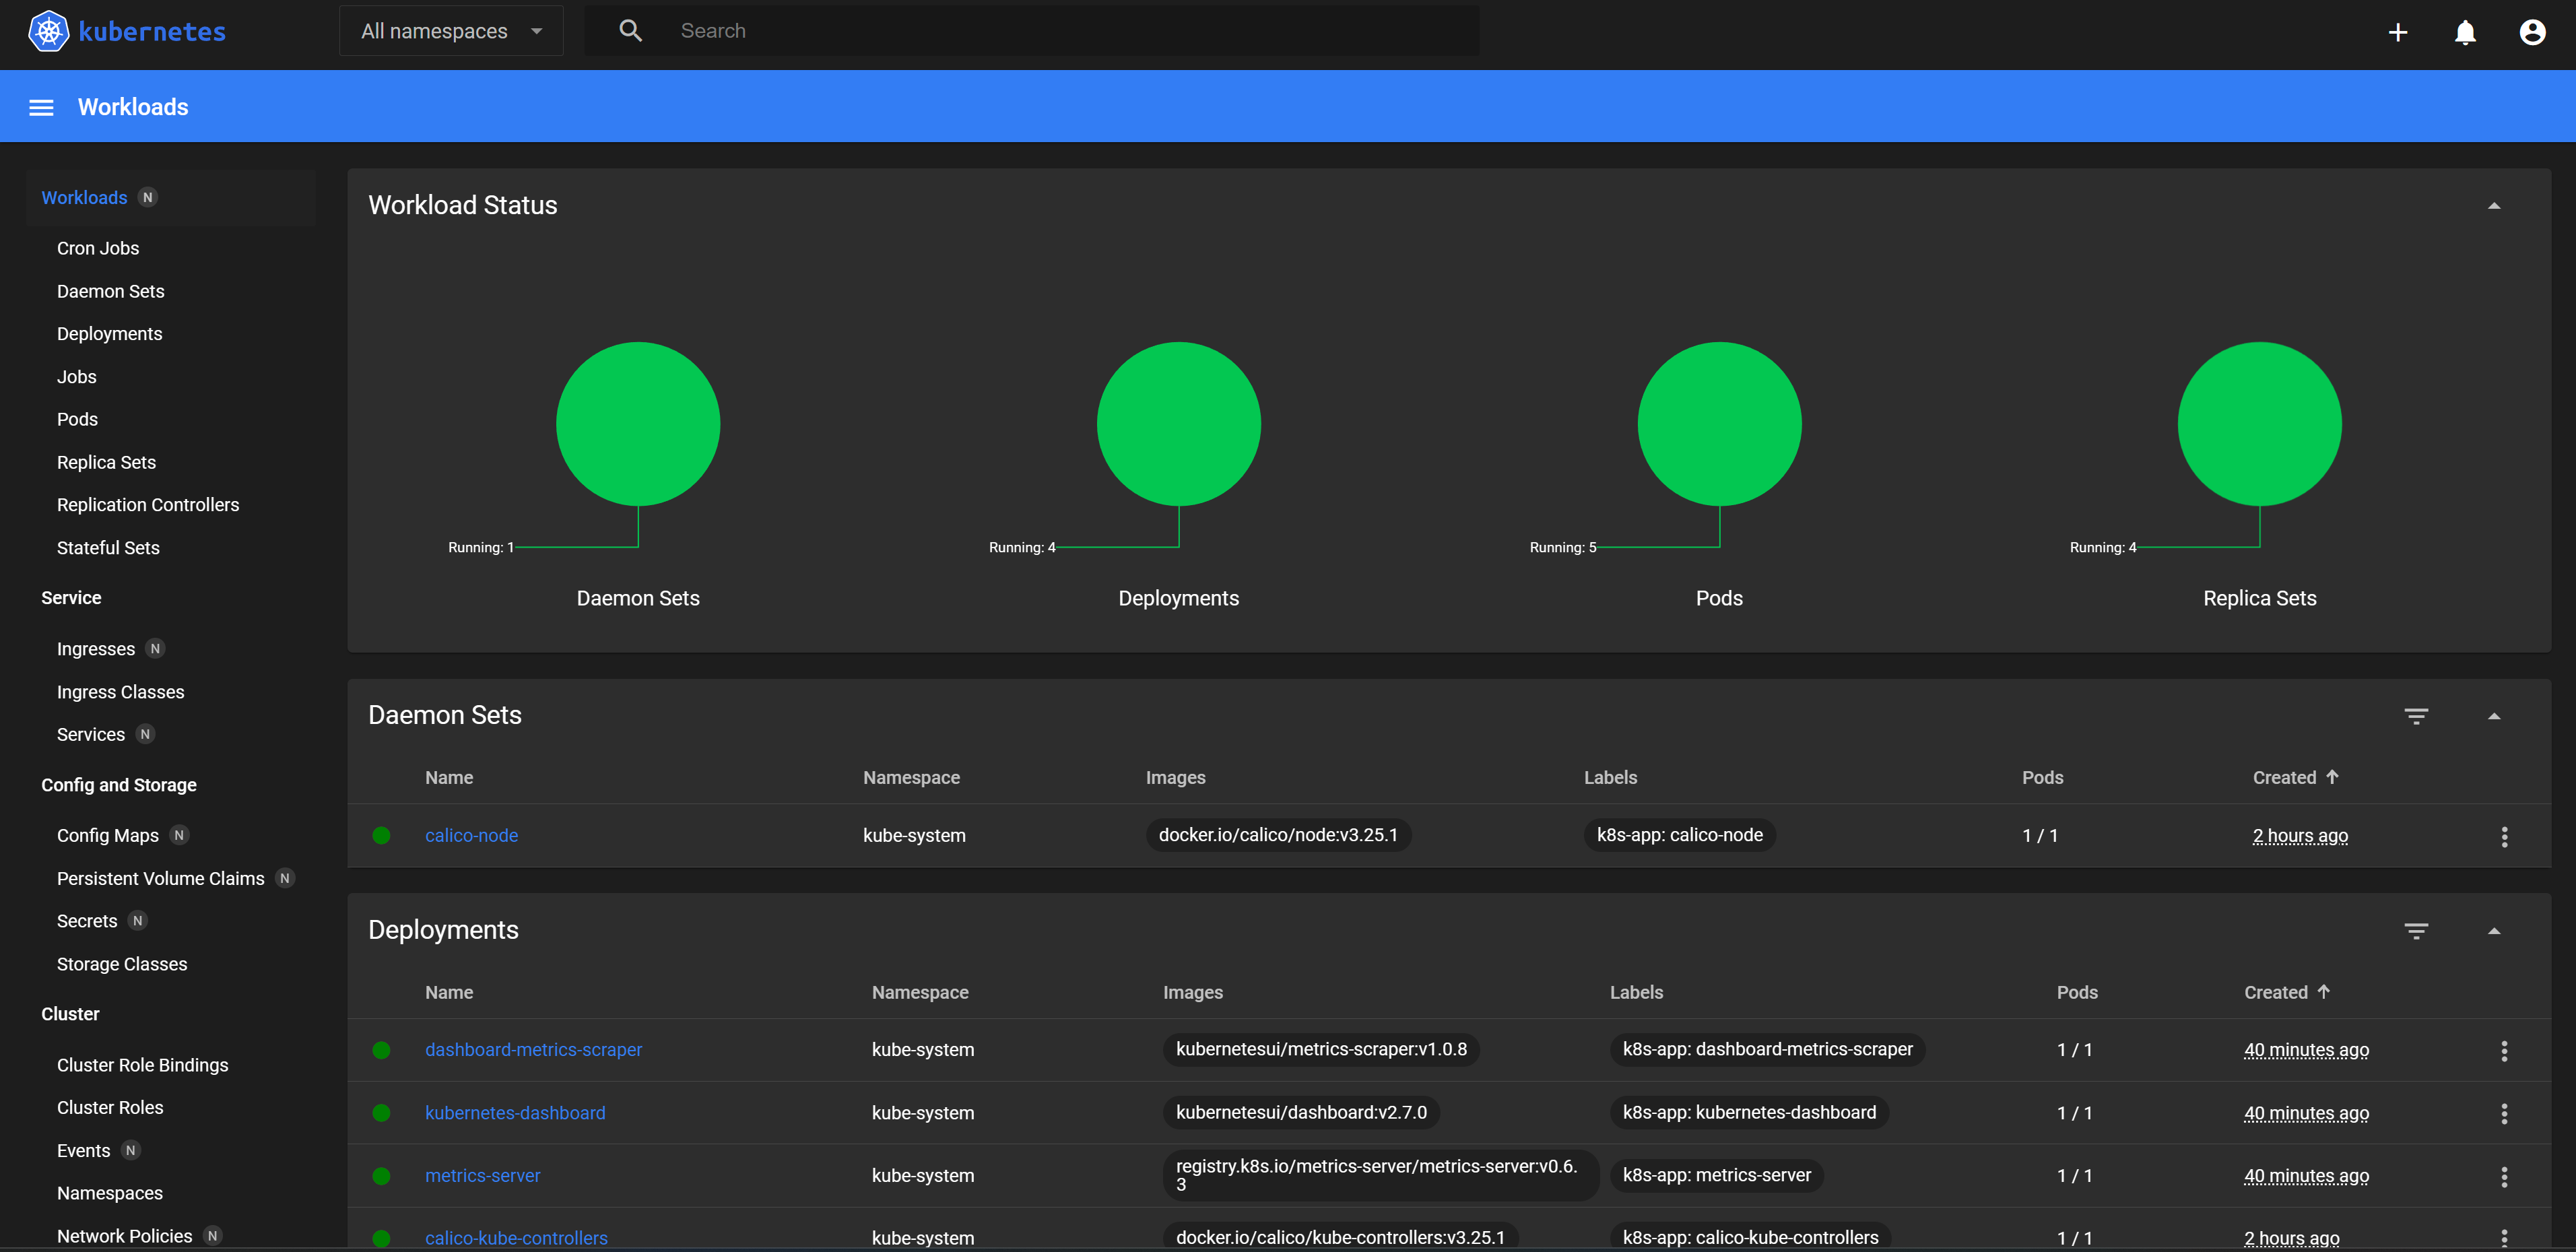 kubernetes
All namespaces
Search
Workloads
Workloads N
Cron Jobs
Daemon Sets
Deployments
Jobs
Pods
Replica Sets
Replication Controllers
Stateful Sets
Service
Ingresses N
Ingress Classes
Services N
Config and Storage
Config Maps N
Persistent Volume Claims N
Secrets N
Storage Classes
Cluster
Cluster Role Bindings
Cluster Roles
Events N
Namespaces
Network Policies N
Workload Status
Running: 1
Daemon Sets
Running: 4
Deployments
Running: 5
Pods
Running: 4
Replica Sets
Daemon Sets
Name Namespace Images Labels Pods Created
calico-node kube-system docker.io/calico/node:v3.25.1 k8s-app: calico-node 1 / 1 2 hours ago
Deployments
Name Namespace Images Labels Pods Created
dashboard-metrics-scraper kube-system kubernetesui/metrics-scraper:v1.0.8 k8s-app: dashboard-metrics-scraper 1 / 1 40 minutes ago
kubernetes-dashboard kube-system kubernetesui/dashboard:v2.7.0 k8s-app: kubernetes-dashboard 1 / 1 40 minutes ago
metrics-server kube-system registry.k8s.io/metrics-server/metrics-server:v0.6.
3 k8s-app: metrics-server 1 / 1 40 minutes ago
calico-kube-controllers kube-system docker.io/calico/kube-controllers:v3.25.1 k8s-app: calico-kube-controllers 1 / 1 2 hours ago